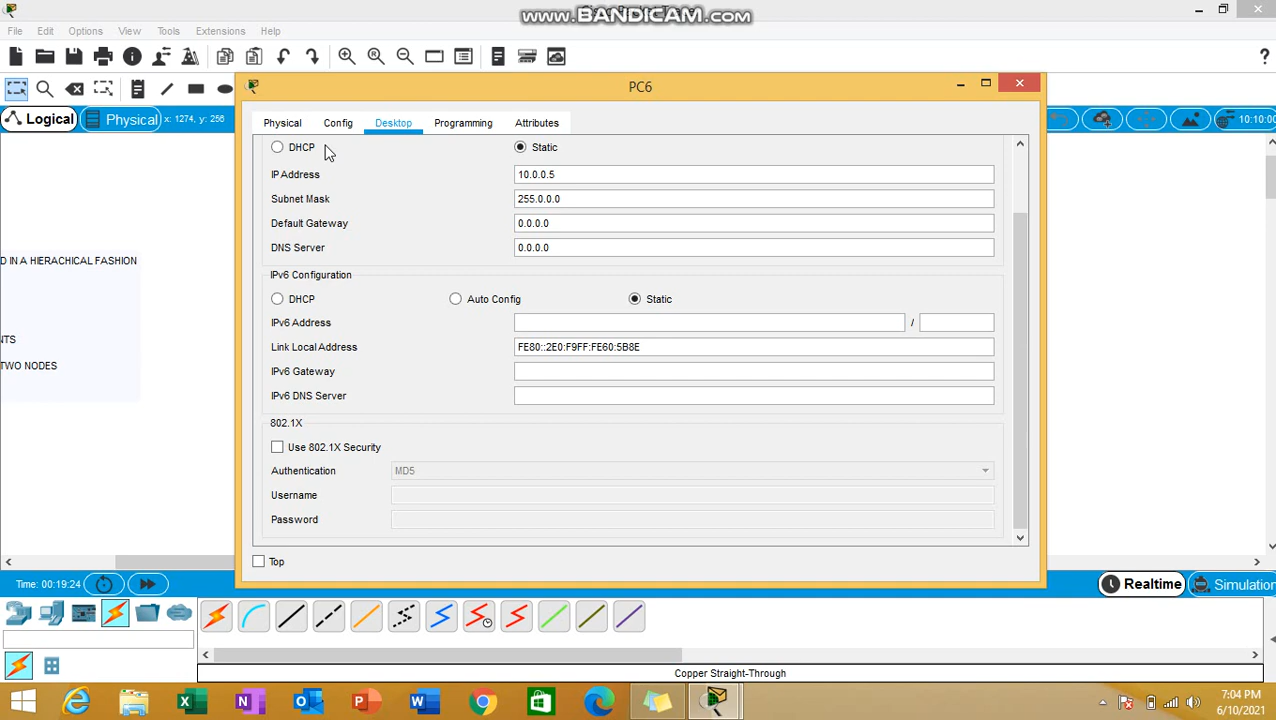 www.BANDICAM.com
File Edit Options View Tools Extensions Help
?
PC6
Logical Physical x: 1274, y: 256
10:10:00
Physical Config Desktop Programming Attributes
DHCP Static
IP Address 10.0.0.5
Subnet Mask 255.0.0.0
Default Gateway 0.0.0.0
DNS Server 0.0.0.0
D IN A HIERACHICAL FASHION
IPv6 Configuration
DHCP Auto Config Static
IPv6 Address /
NTS
Link Local Address FE80::2E0:F9FF:FE60:5B8E
TWO NODES
IPv6 Gateway
IPv6 DNS Server
802.1X
Use 802.1X Security
Authentication MD5
Username
Password
Top
Time: 00:19:24
Realtime Simulation
Copper Straight-Through
7:04 PM
6/10/2021